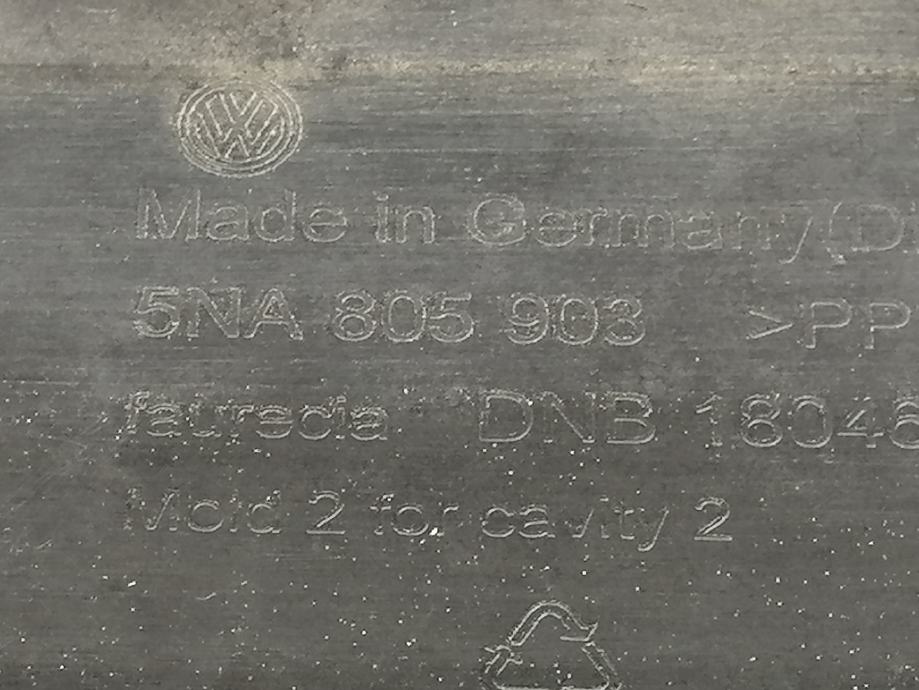 Made in Germany(D
5NA 805 903 >PP
faurecia DNB 18046
Mold 2 for cavity 2